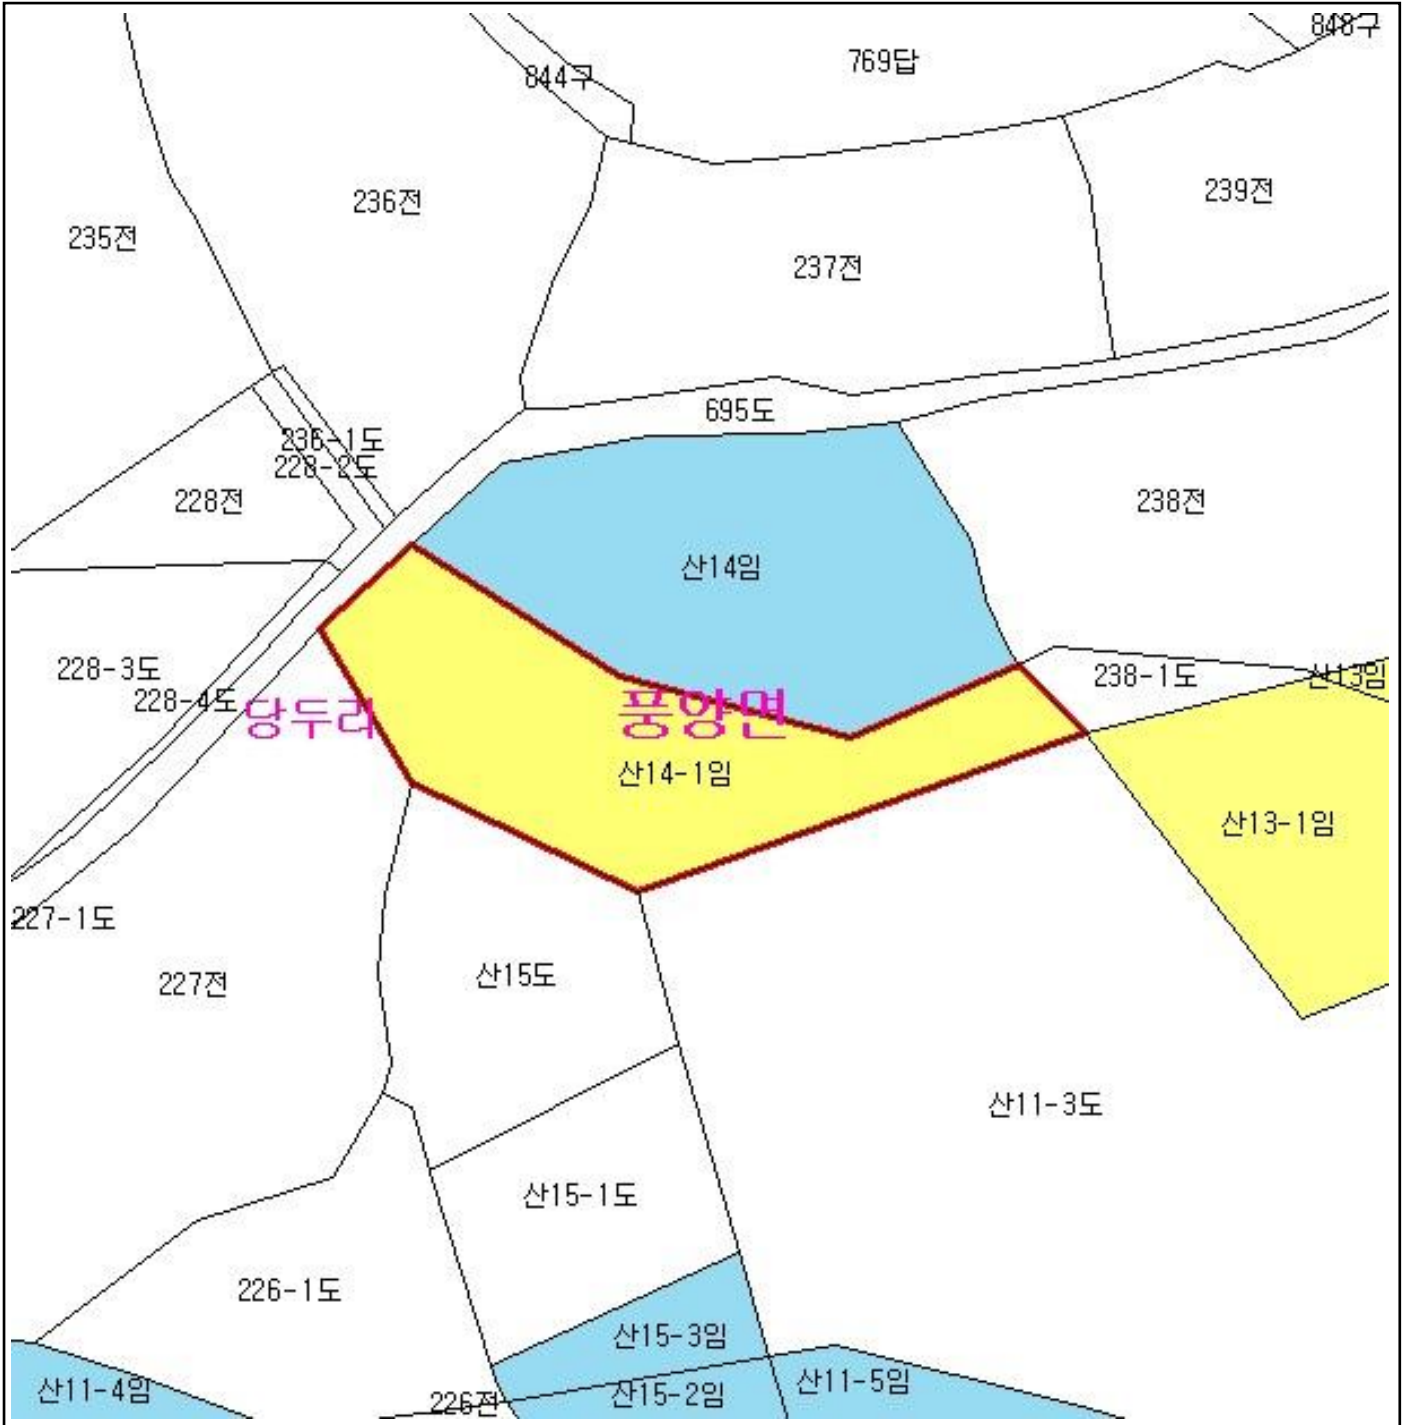 848구
769답
844구
239전
236전
235전
237전
695도
236-1도
228-2도
228전
238전
산14임
228-3도
238-1도
산13임
228-4도
당두리
풍양면
산14-1임
산13-1임
227-1도
227전
산15도
산11-3도
산15-1도
226-1도
산15-3임
산11-4임
산15-2임
산11-5임
226전